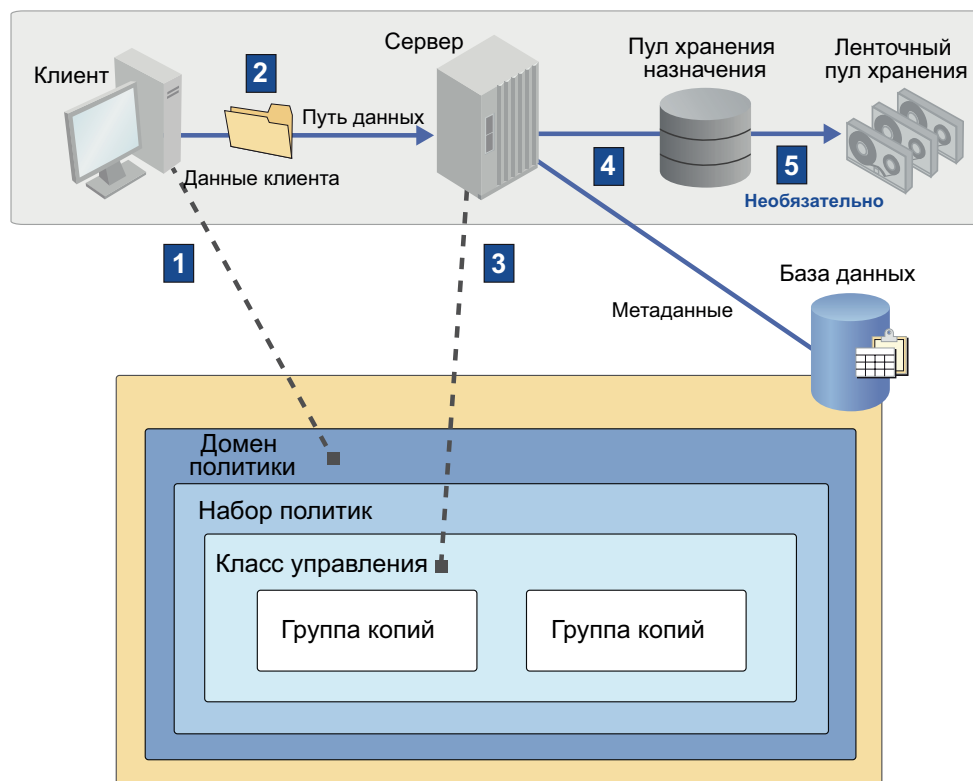 Клиент
2
Сервер
Пул хранения
назначения
Ленточный
пул хранения
Путь данных
Данные клиента
4
5
Необязательно
1
3
База данных
Метаданные
Домен
политики
Набор политик
Класс управления
Группа копий
Группа копий